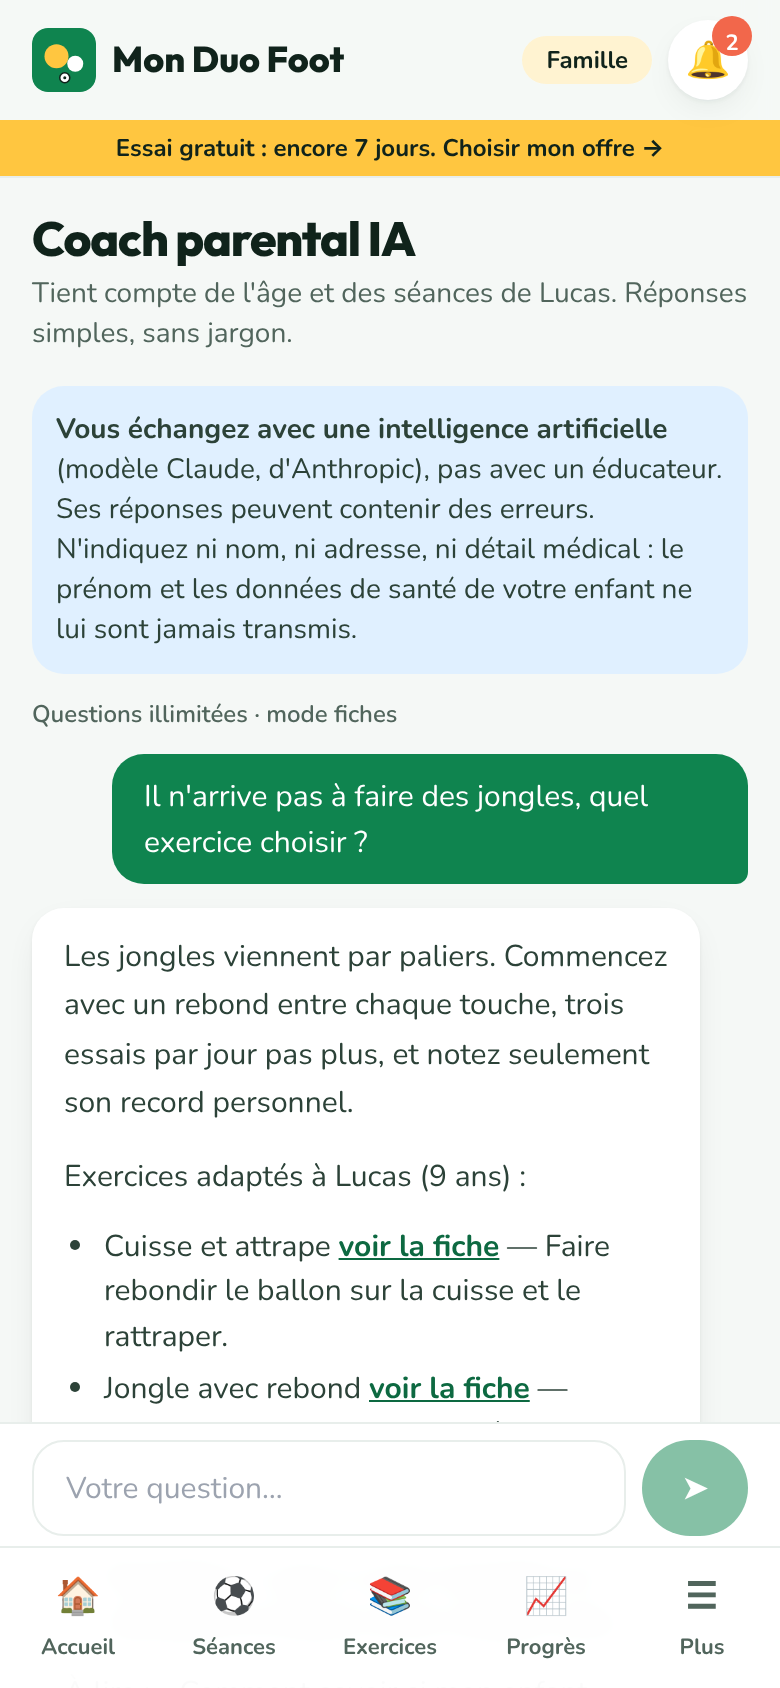 Mon Duo Foot
Famille
2
Essai gratuit : encore 7 jours. Choisir mon offre →
Coach parental IA
Tient compte de l'âge et des séances de Lucas. Réponses
simples, sans jargon.
Vous échangez avec une intelligence artificielle
(modèle Claude, d'Anthropic), pas avec un éducateur.
Ses réponses peuvent contenir des erreurs.
N'indiquez ni nom, ni adresse, ni détail médical : le
prénom et les données de santé de votre enfant ne
lui sont jamais transmis.
Questions illimitées · mode fiches
Il n'arrive pas à faire des jongles, quel
exercice choisir ?
Les jongles viennent par paliers. Commencez
avec un rebond entre chaque touche, trois
essais par jour pas plus, et notez seulement
son record personnel.
Exercices adaptés à Lucas (9 ans) :
• Cuisse et attrape voir la fiche — Faire
rebondir le ballon sur la cuisse et le
rattraper.
• Jongle avec rebond voir la fiche —
Votre question...
Accueil
Séances
Exercices
Progrès
Plus